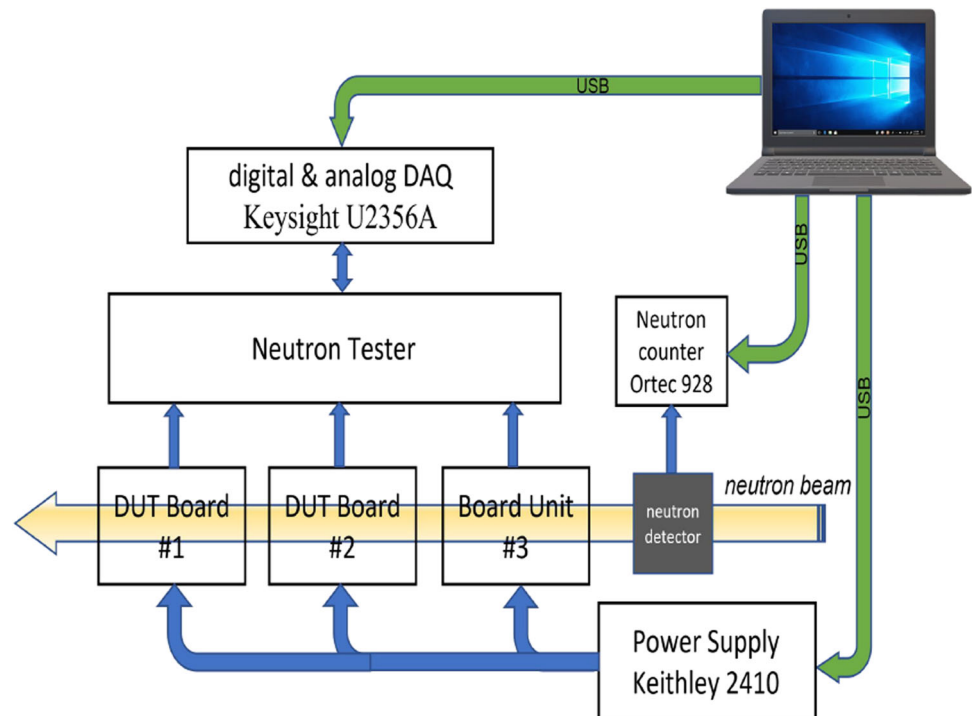 USB
digital & analog DAQ
Keysight U2356A
USB
Neutron Tester
Neutron
counter
Ortec 928
USB
DUT Board
#1
DUT Board
#2
Board Unit
#3
neutron
detector
neutron beam
Power Supply
Keithley 2410